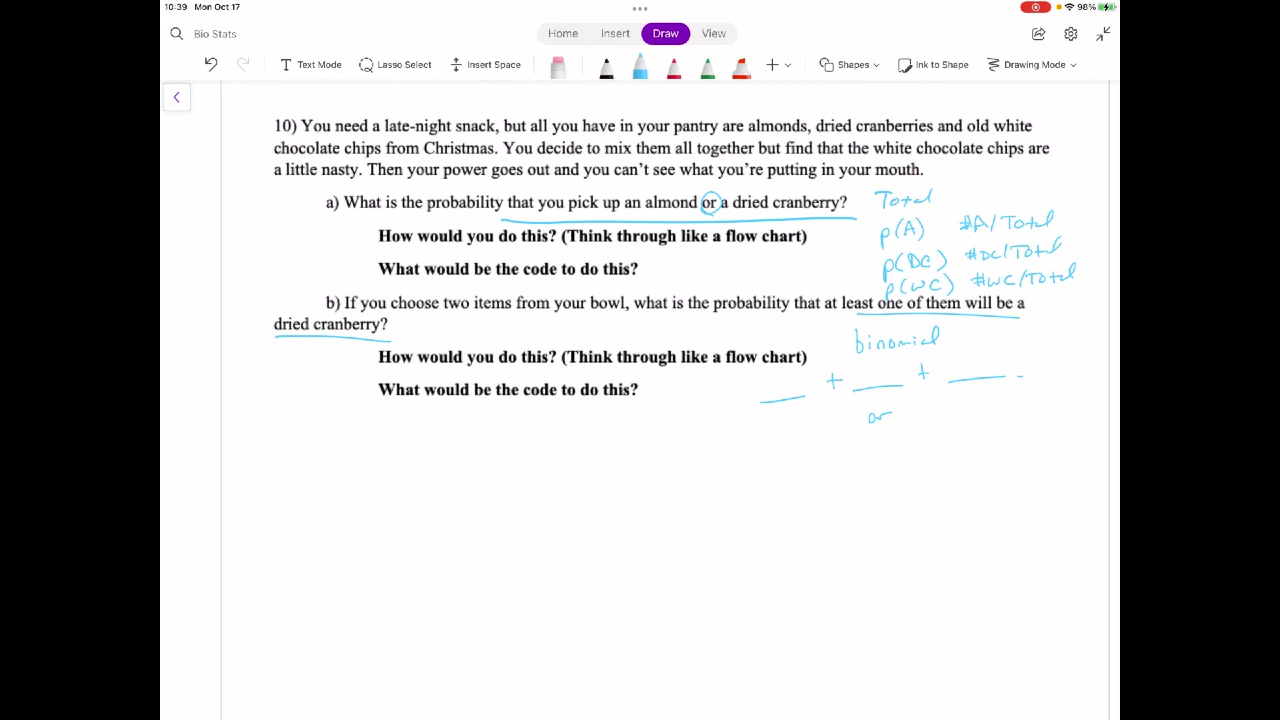 10:39 Mon Oct 17
98%
Bio Stats
Home Insert Draw View
Text Mode Lasso Select Insert Space Shapes Ink to Shape Drawing Mode
10) You need a late-night snack, but all you have in your pantry are almonds, dried cranberries and old white
chocolate chips from Christmas. You decide to mix them all together but find that the white chocolate chips are
a little nasty. Then your power goes out and you can't see what you're putting in your mouth.
a) What is the probability that you pick up an almond or a dried cranberry?
Total
How would you do this? (Think through like a flow chart)
p(A) #A/Total
What would be the code to do this?
p(DC) #DC/Total
p(WC) #WC/Total
b) If you choose two items from your bowl, what is the probability that at least one of them will be a
dried cranberry?
binomial
How would you do this? (Think through like a flow chart)
What would be the code to do this?
__ + __ + __ -
or